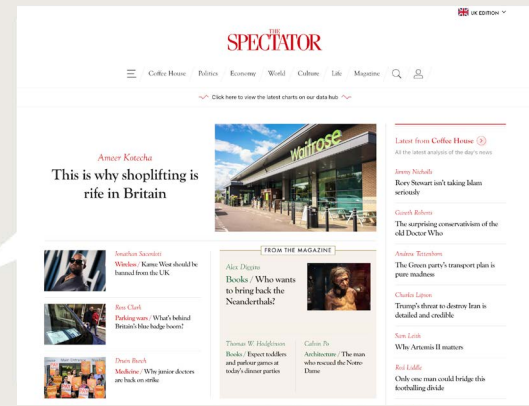 UK EDITION
THE
SPECTATOR
Coffee House
Politics
Economy
World
Culture
Life
Magazine
Click here to view the latest charts on our data hub
Ameer Kotecha
This is why shoplifting is
rife in Britain
Waitrose
Jonathan Sacerdoti
Wireless / Kanye West should be
banned from the UK
Ross Clark
Parking wars / What's behind
Britain's blue badge boom?
Druin Burch
Medicine / Why junior doctors
are back on strike
FROM THE MAGAZINE
Alex Diggins
Books / Who wants
to bring back the
Neanderthals?
Thomas W. Hodgkinson
Books / Expect toddlers
and parlour games at
today's dinner parties
Calvin Po
Architecture / The man
who rescued the Notre-
Dame
Latest from Coffee House
All the latest analysis of the day's news
Jimmy Nicholls
Rory Stewart isn't taking Islam
seriously
Gareth Roberts
The surprising conservatism of the
old Doctor Who
Andrew Tettenborn
The Green party's transport plan is
pure madness
Charles Lipson
Trump's threat to destroy Iran is
detailed and credible
Sam Leith
Why Artemis II matters
Rod Liddle
Only one man could bridge this
footballing divide